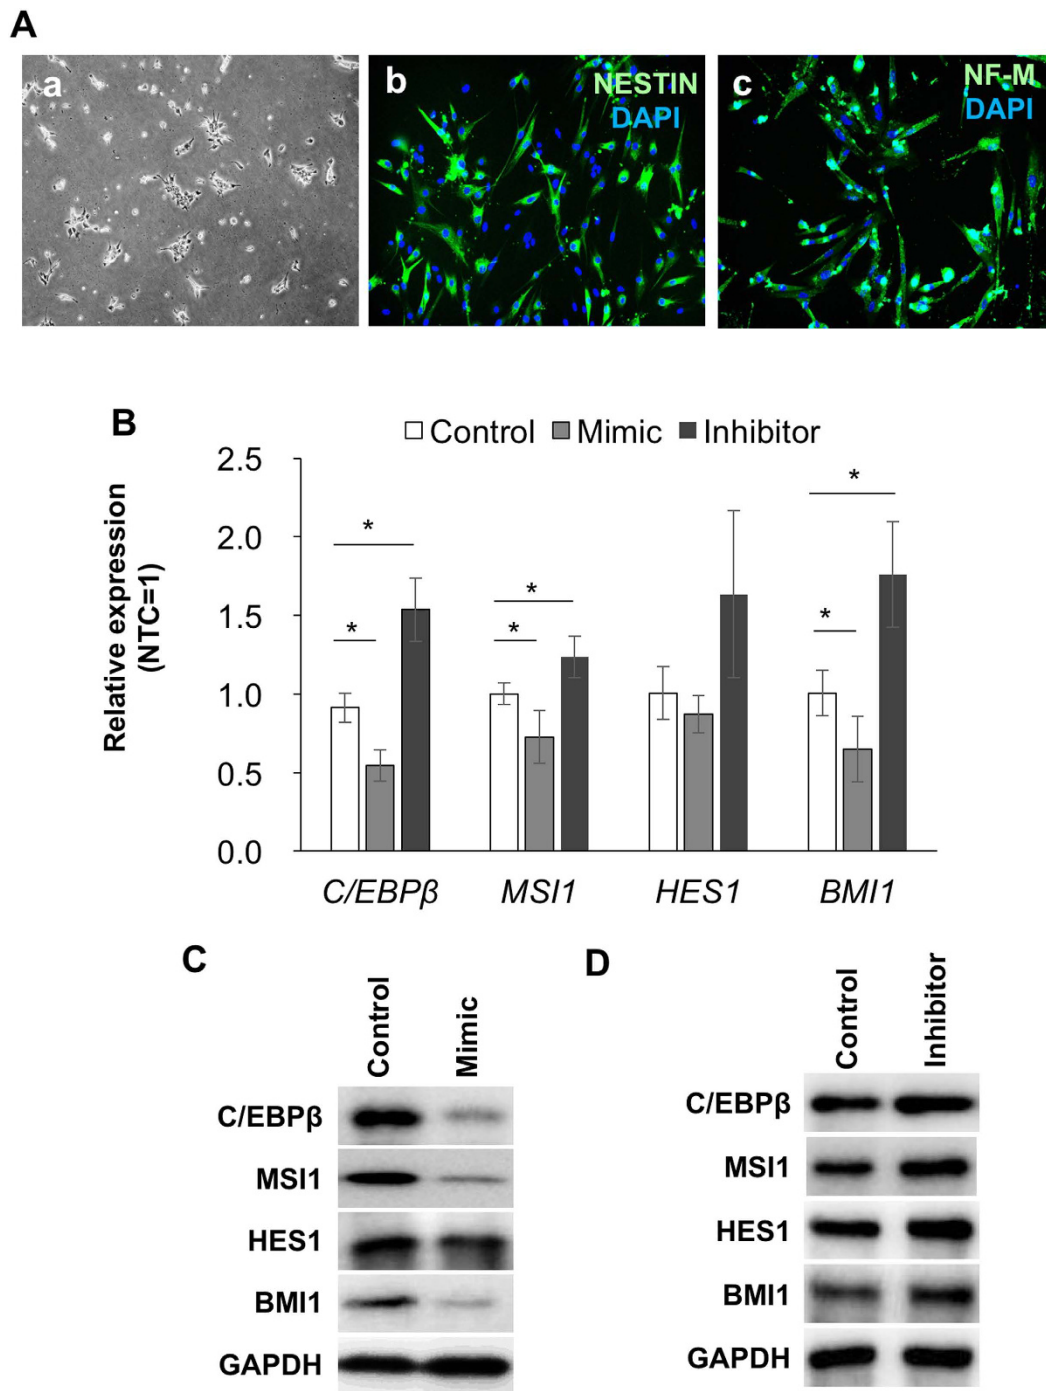 A
a
b
NESTIN
DAPI
c
NF-M
DAPI
B
Control Mimic Inhibitor
Relative expression
(NTC=1)
2.5
2.0
1.5
1.0
0.5
0.0
* * * * * *
C/EBPβ MSI1 HES1 BMI1
C
Control Mimic
C/EBPβ
MSI1
HES1
BMI1
GAPDH
D
Control Inhibitor
C/EBPβ
MSI1
HES1
BMI1
GAPDH